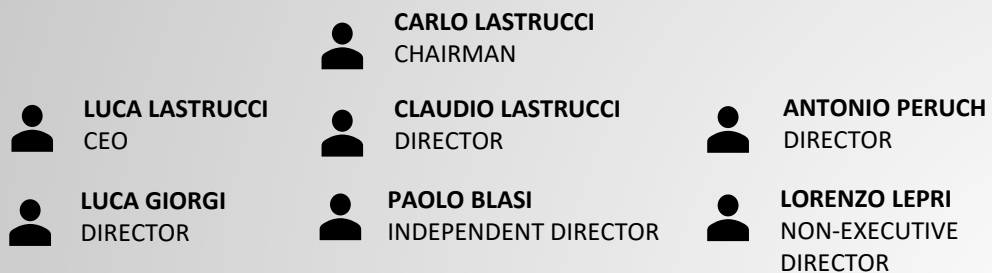 CARLO LASTRUCCI
CHAIRMAN
LUCA LASTRUCCI
CEO
CLAUDIO LASTRUCCI
DIRECTOR
ANTONIO PERUCH
DIRECTOR
LUCA GIORGI
DIRECTOR
PAOLO BLASI
INDEPENDENT DIRECTOR
LORENZO LEPRI
NON-EXECUTIVE
DIRECTOR